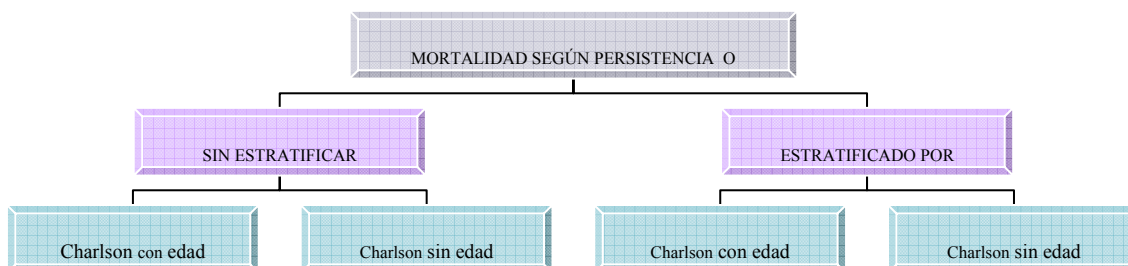 MORTALIDAD SEGÚN PERSISTENCIA O
SIN ESTRATIFICAR
ESTRATIFICADO POR
Charlson con edad
Charlson sin edad
Charlson con edad
Charlson sin edad